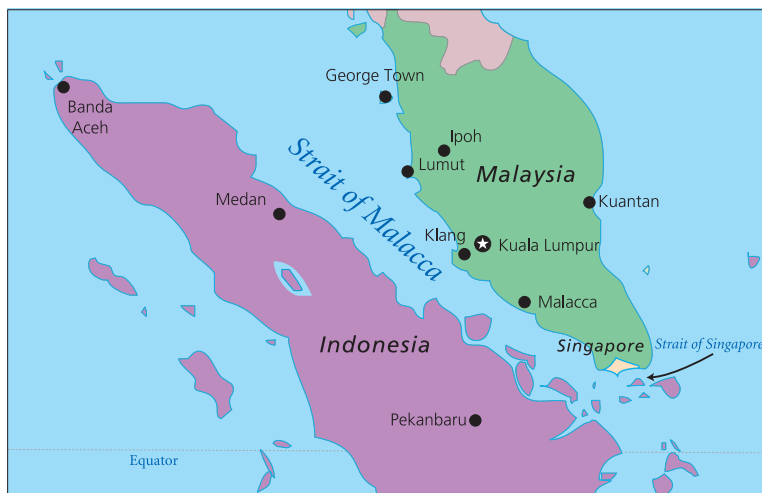 George Town
Banda
Aceh
Ipoh
Lumut
Strait of Malacca
Malaysia
Medan
Kuantan
Klang
Kuala Lumpur
Malacca
Indonesia
Singapore
Strait of Singapore
Pekanbaru
Equator